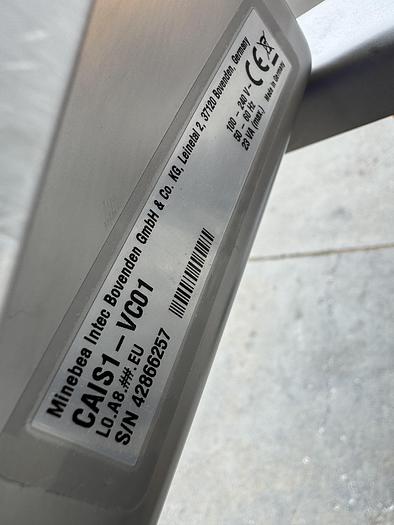 Minebea Intec Bovenden GmbH & Co. KG, Leinetal 2, 37120 Bovenden, Germany
CAIS1-VC01
L0.A8.##.EU
S/N 42866257
100 - 240 V~
50 - 60 Hz
23 VA (max.)
CE
Made in Germany